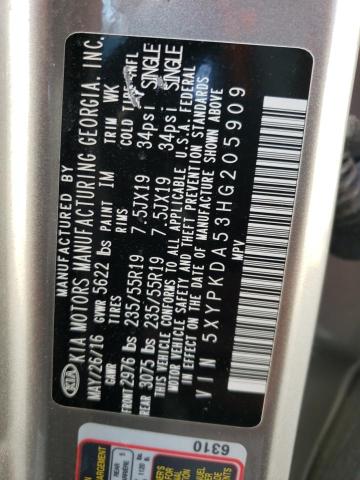 MANUFACTURED BY
KIA MOTORS MANUFACTURING GEORGIA, INC.
KIA
MAY/26/16 GVWR 5622 lbs PAINT IM TRIM WK
GAWR TIRES RIMS COLD
FRONT 2976 lbs 235/55R19 7.5JX19 34psi SINGLE
REAR 3075 lbs 235/55R19 7.5JX19 34psi SINGLE
THIS VEHICLE CONFORMS TO ALL APPLICABLE U.S.A. FEDERAL
MOTOR VEHICLE SAFETY AND THEFT PREVENTION STANDARDS
IN EFFECT ON THE DATE OF MANUFACTURE SHOWN ABOVE
VIN 5XYPKDA53HG205909
MPV
6310